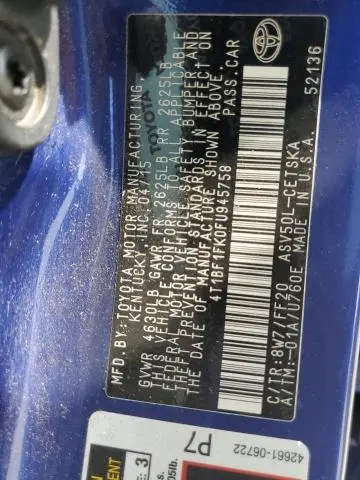 MFD. BY: TOYOTA MOTOR MANUFACTURING,
KENTUCKY, INC. 04/15
GVWR 4630LB GAWR FR 2625LB RR 2625LB
THIS VEHICLE CONFORMS TO ALL APPLICABLE
FEDERAL MOTOR VEHICLE SAFETY, BUMPER, AND
THEFT PREVENTION STANDARDS IN EFFECT ON
THE DATE OF MANUFACTURE SHOWN ABOVE.
4T1BF1FK0FU945758 PASS. CAR
C/TR: 8W7/FF20 ASV50L-CETSKA
A/TM: -01A/U760E MADE IN U.S.A.
52136
TOYOTA
42661-06722
P7
3